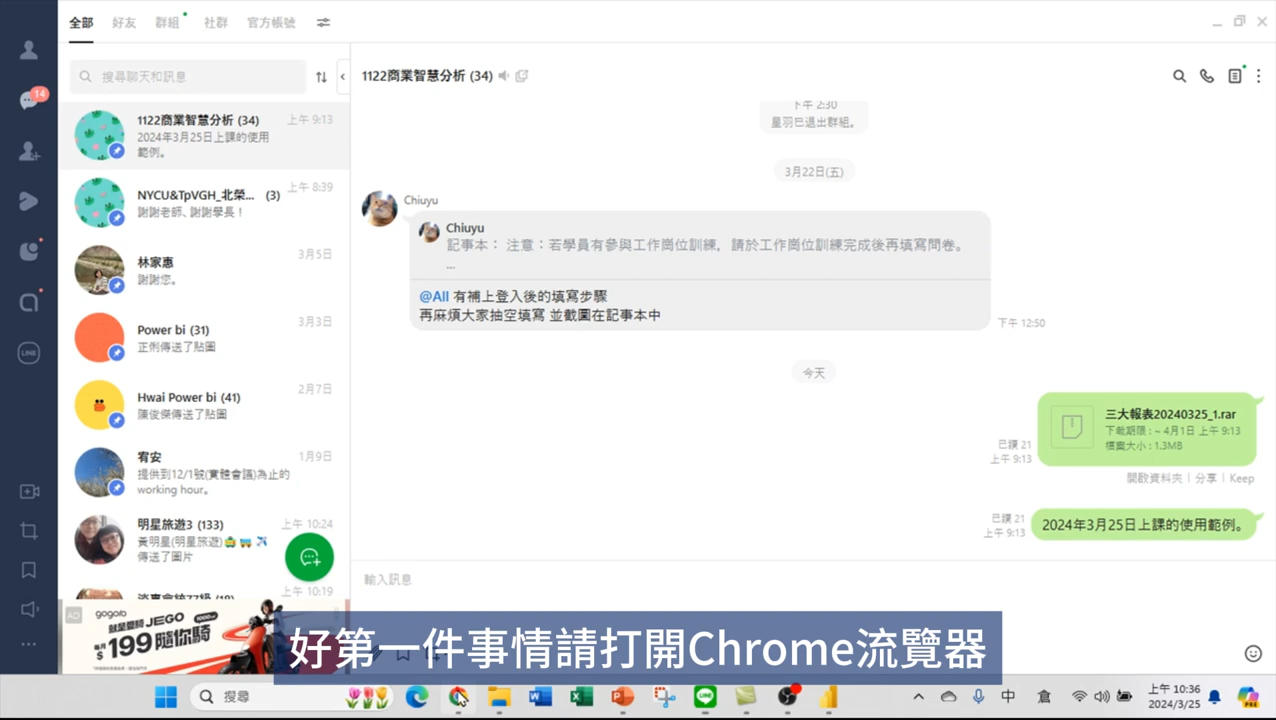 全部 好友 群組 社群 官方帳號
搜尋聊天和訊息
14
1122商業智慧分析 (34) 上午 9:13
2024年3月25日上課的使用
範例。
NYCU&TpVGH_北榮... (3) 上午 8:39
謝謝老師、謝謝學長！
林家惠 3月5日
謝謝您。
Power bi (31) 3月3日
正俐傳送了貼圖
Hwai Power bi (41) 2月7日
陳俊傑傳送了貼圖
宥安 1月9日
提供到12/1號(實體會議)為止的
working hour。
明星旅遊3 (133) 上午 10:24
黃明星(明星旅遊)
傳送了圖片
上午 10:19
AD
gogoro
就是愛騎 JEGO
每月 $ 199隨你騎
LINE
1122商業智慧分析 (34)
下午 2:30
星羽已退出群組。
3月22日(五)
Chiuyu
Chiuyu
記事本： 注意：若學員有參與工作崗位訓練，請於工作崗位訓練完成後再填寫問卷。
...
@All 有補上登入後的填寫步驟
再麻煩大家抽空填寫 並截圖在記事本中
下午 12:50
今天
三大報表20240325_1.rar
下載期限 : ~ 4月1日 上午 9:13
檔案大小 : 1.3MB
已讀 21
上午 9:13
開啟資料夾 | 分享 | Keep
已讀 21
上午 9:13
2024年3月25日上課的使用範例。
輸入訊息
好第一件事情請打開Chrome流覽器
搜尋
中
上午 10:36
2024/3/25
PRE